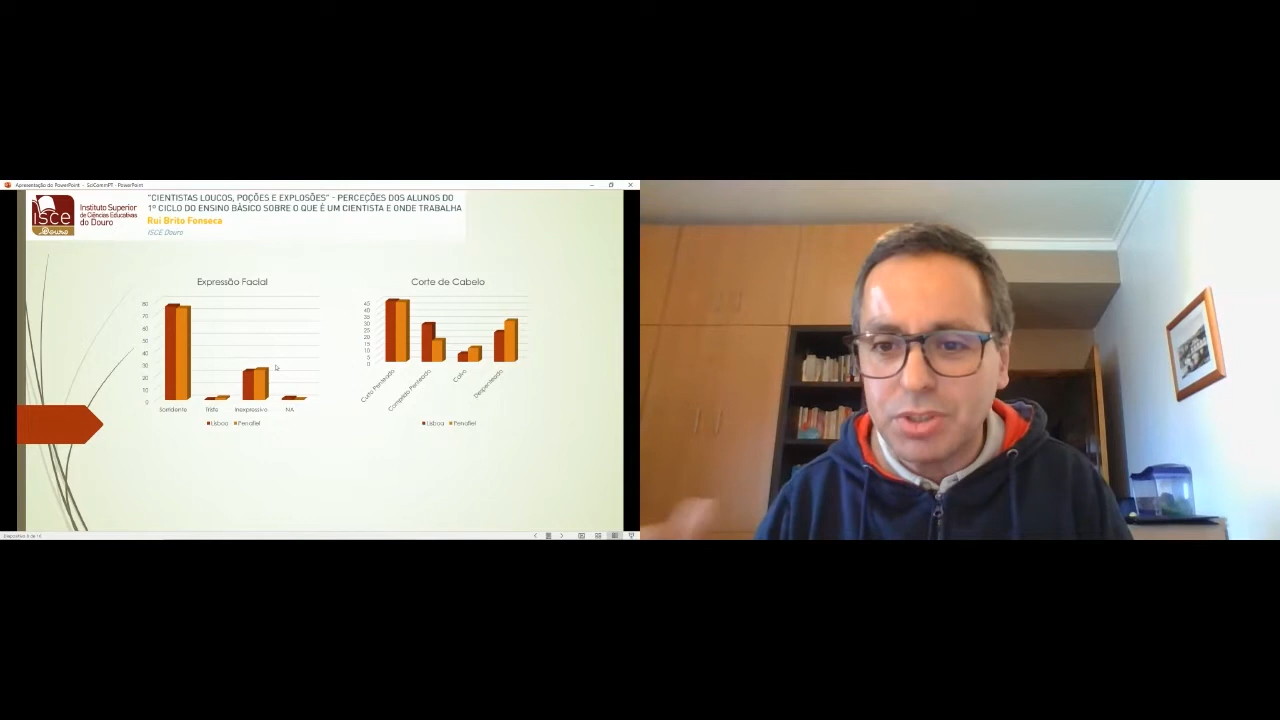 Apresentação do PowerPoint - SciCommPT - PowerPoint
isce
Douro
Instituto Superior
de Ciências Educativas
do Douro
"CIENTISTAS LOUCOS, POÇÕES E EXPLOSÕES" - PERCEÇÕES DOS ALUNOS DO
1º CICLO DO ENSINO BÁSICO SOBRE O QUE É UM CIENTISTA E ONDE TRABALHA
Rui Brito Fonseca
ISCE Douro
Expressão Facial
80
70
60
50
40
30
20
10
0
Sorridente Triste Inexpressivo NA
Lisboa Penafiel
Corte de Cabelo
45
40
35
30
25
20
15
10
5
0
Curto Penteado Comprido Penteado Calvo Despenteado
Lisboa Penafiel